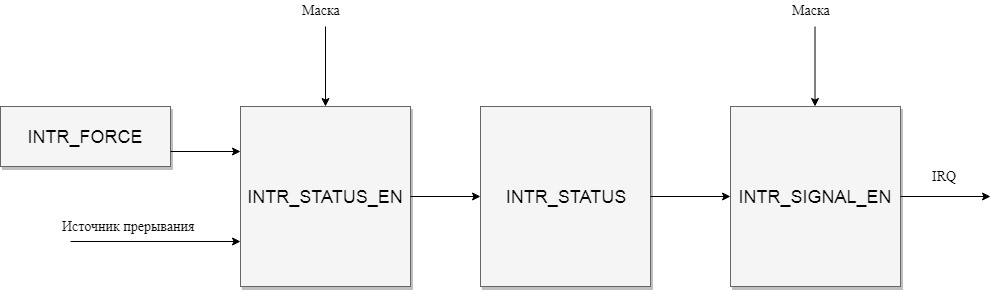 Маска
Маска
INTR_FORCE
INTR_STATUS_EN
INTR_STATUS
INTR_SIGNAL_EN
IRQ
Источник прерывания